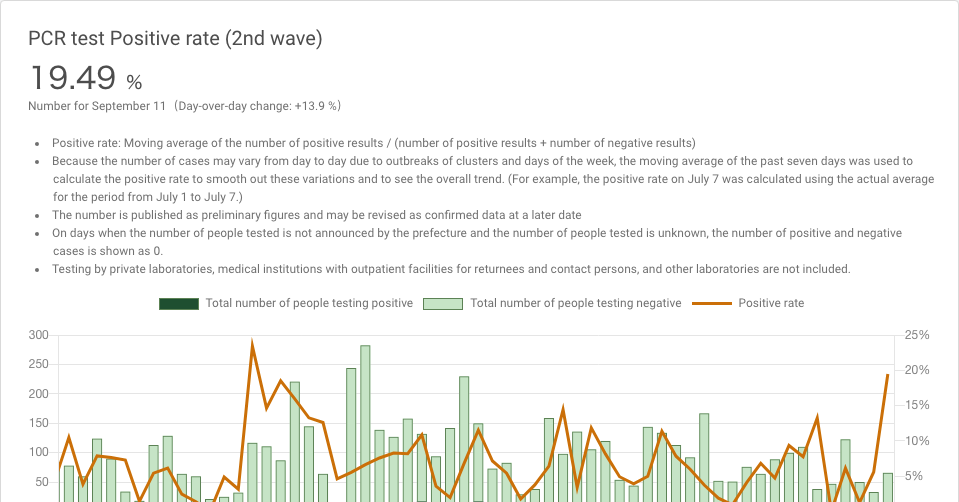 PCR test Positive rate (2nd wave)
19.49 %
Number for September 11 (Day-over-day change: +13.9 %)
• Positive rate: Moving average of the number of positive results / (number of positive results + number of negative results)
• Because the number of cases may vary from day to day due to outbreaks of clusters and days of the week, the moving average of the past seven days was used to
calculate the positive rate to smooth out these variations and to see the overall trend. (For example, the positive rate on July 7 was calculated using the actual average
for the period from July 1 to July 7.)
• The number is published as preliminary figures and may be revised as confirmed data at a later date
• On days when the number of people tested is not announced by the prefecture and the number of people tested is unknown, the number of positive and negative
cases is shown as 0.
• Testing by private laboratories, medical institutions with outpatient facilities for returnees and contact persons, and other laboratories are not included.
Total number of people testing positive Total number of people testing negative Positive rate
300 25%
250 20%
200 15%
150 10%
100 5%
50